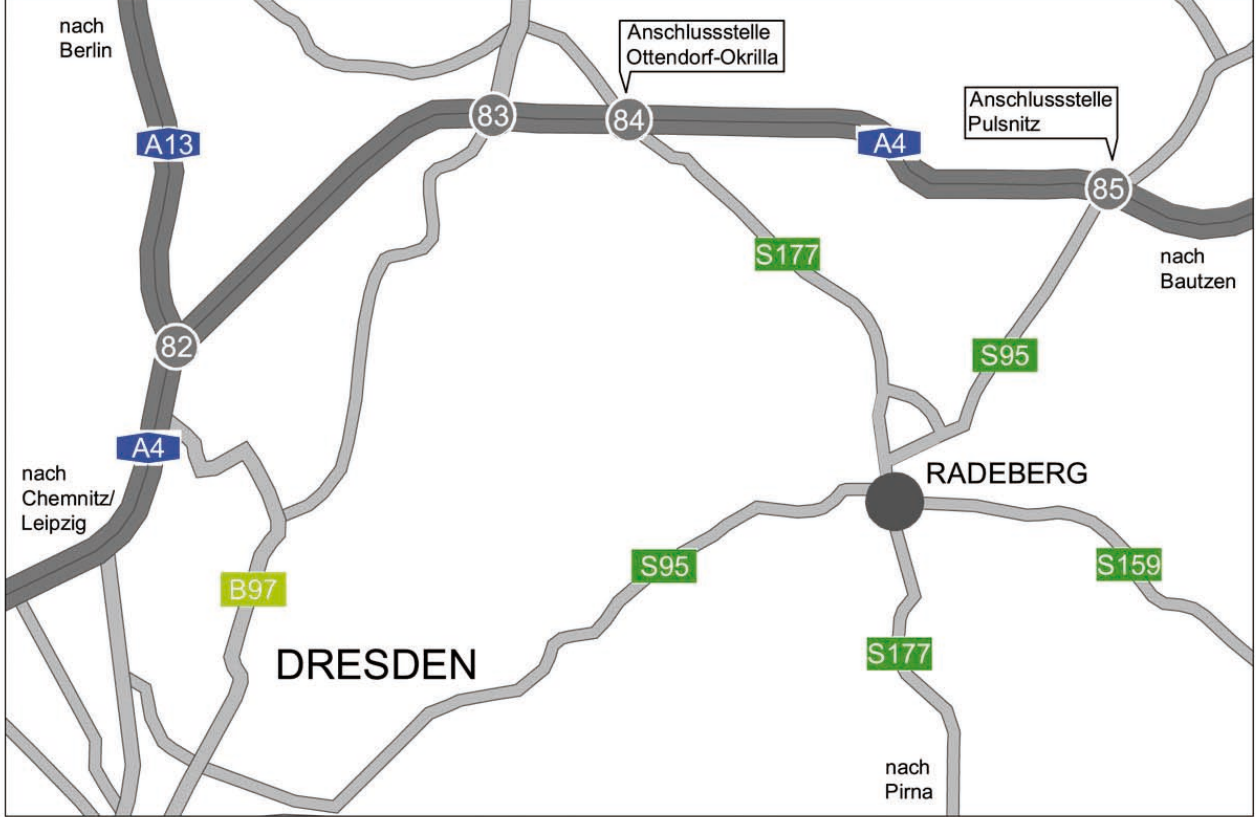 nach
Berlin
Anschlussstelle
Ottendorf-Okrilla
Anschlussstelle
Pulsnitz
83
84
A13
A4
85
S177
nach
Bautzen
82
S95
A4
nach
Chemnitz/
Leipzig
RADEBERG
S95
S159
B97
DRESDEN
S177
nach
Pirna